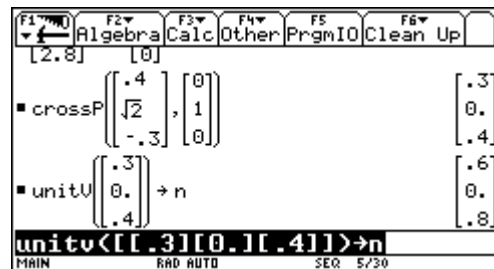 F1 F2 F3 F4 F5 F6
Algebra Calc Other PrgmIO Clean Up
[2.8] [0]
[.4] [0] [.3]
▪ crossP([√2],[1]) [0.]
[-.3] [0] [.4]
[.3] [.6]
▪ unitV([0.]) → n [0.]
[.4] [.8]
unitv([[.3][0.][.4]])→n
MAIN RAD AUTO SEQ 5/30